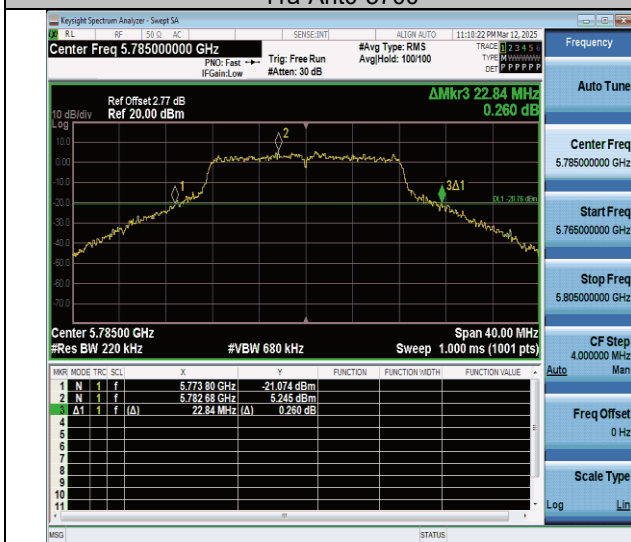 Keysight Spectrum Analyzer - Swept SA
RL RF 50 Ω AC SENSE:INT ALIGN AUTO 11:10:22 PM Mar 12, 2025
Center Freq 5.785000000 GHz
PNO: Fast
IFGain:Low
Trig: Free Run
#Atten: 30 dB
#Avg Type: RMS
Avg|Hold: 100/100
TRACE 1 2 3 4 5 6
TYPE M W W W W W
DET P P P P P P
Ref Offset 2.77 dB
Ref 20.00 dBm
10 dB/div
Log
ΔMkr3 22.84 MHz
0.260 dB
10.0
0.00
-10.0
-20.0
-30.0
-40.0
-50.0
-60.0
-70.0
1
2
3Δ1
DL1 -20.76 dBm
Center 5.78500 GHz
Span 40.00 MHz
#Res BW 220 kHz
#VBW 680 kHz
Sweep 1.000 ms (1001 pts)
MKR MODE TRC SCL X Y FUNCTION FUNCTION WIDTH FUNCTION VALUE
1 N 1 f 5.773 80 GHz -21.074 dBm
2 N 1 f 5.782 68 GHz 5.245 dBm
3 Δ1 1 f (Δ) 22.84 MHz (Δ) 0.260 dB
4
5
6
7
8
9
10
11
MSG
STATUS
Frequency
Auto Tune
Center Freq
5.785000000 GHz
Start Freq
5.765000000 GHz
Stop Freq
5.805000000 GHz
CF Step
4.000000 MHz
Auto Man
Freq Offset
0 Hz
Scale Type
Log Lin